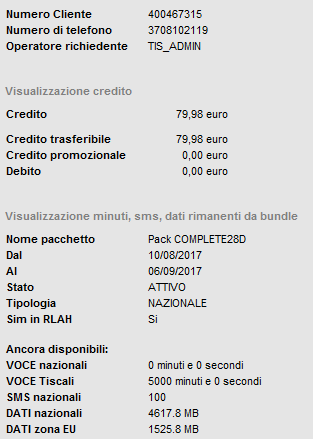 Numero Cliente 400467315
Numero di telefono 3708102119
Operatore richiedente TIS_ADMIN
Visualizzazione credito
Credito 79,98 euro
Credito trasferibile 79,98 euro
Credito promozionale 0,00 euro
Debito 0,00 euro
Visualizzazione minuti, sms, dati rimanenti da bundle
Nome pacchetto Pack COMPLETE28D
Dal 10/08/2017
Al 06/09/2017
Stato ATTIVO
Tipologia NAZIONALE
Sim in RLAH Si
Ancora disponibili:
VOCE nazionali 0 minuti e 0 secondi
VOCE Tiscali 5000 minuti e 0 secondi
SMS nazionali 100
DATI nazionali 4617.8 MB
DATI zona EU 1525.8 MB